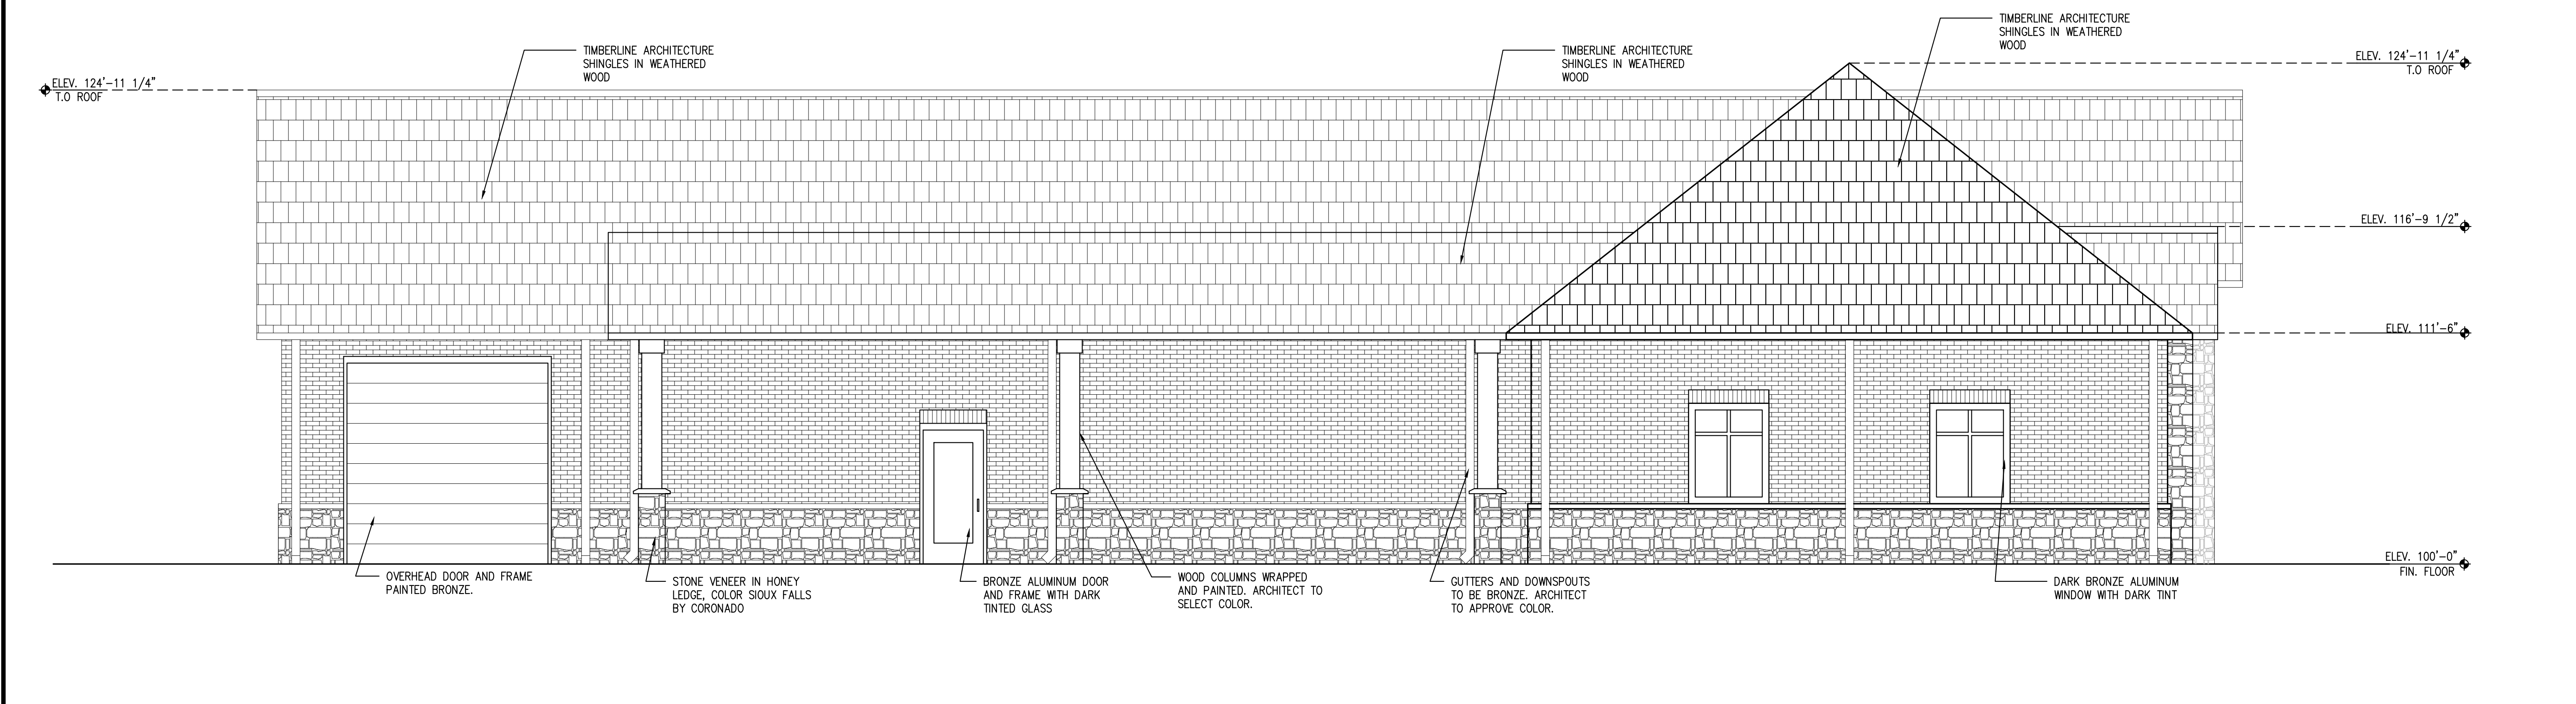 TIMBERLINE ARCHITECTURE
SHINGLES IN WEATHERED
WOOD
TIMBERLINE ARCHITECTURE
SHINGLES IN WEATHERED
WOOD
TIMBERLINE ARCHITECTURE
SHINGLES IN WEATHERED
WOOD
ELEV. 124'-11 1/4"
T.O ROOF
ELEV. 124'-11 1/4"
T.O ROOF
ELEV. 116'-9 1/2"
ELEV. 111'-6"
ELEV. 100'-0"
FIN. FLOOR
OVERHEAD DOOR AND FRAME
PAINTED BRONZE.
STONE VENEER IN HONEY
LEDGE, COLOR SIOUX FALLS
BY CORONADO
BRONZE ALUMINUM DOOR
AND FRAME WITH DARK
TINTED GLASS
WOOD COLUMNS WRAPPED
AND PAINTED. ARCHITECT TO
SELECT COLOR.
GUTTERS AND DOWNSPOUTS
TO BE BRONZE. ARCHITECT
TO APPROVE COLOR.
DARK BRONZE ALUMINUM
WINDOW WITH DARK TINT